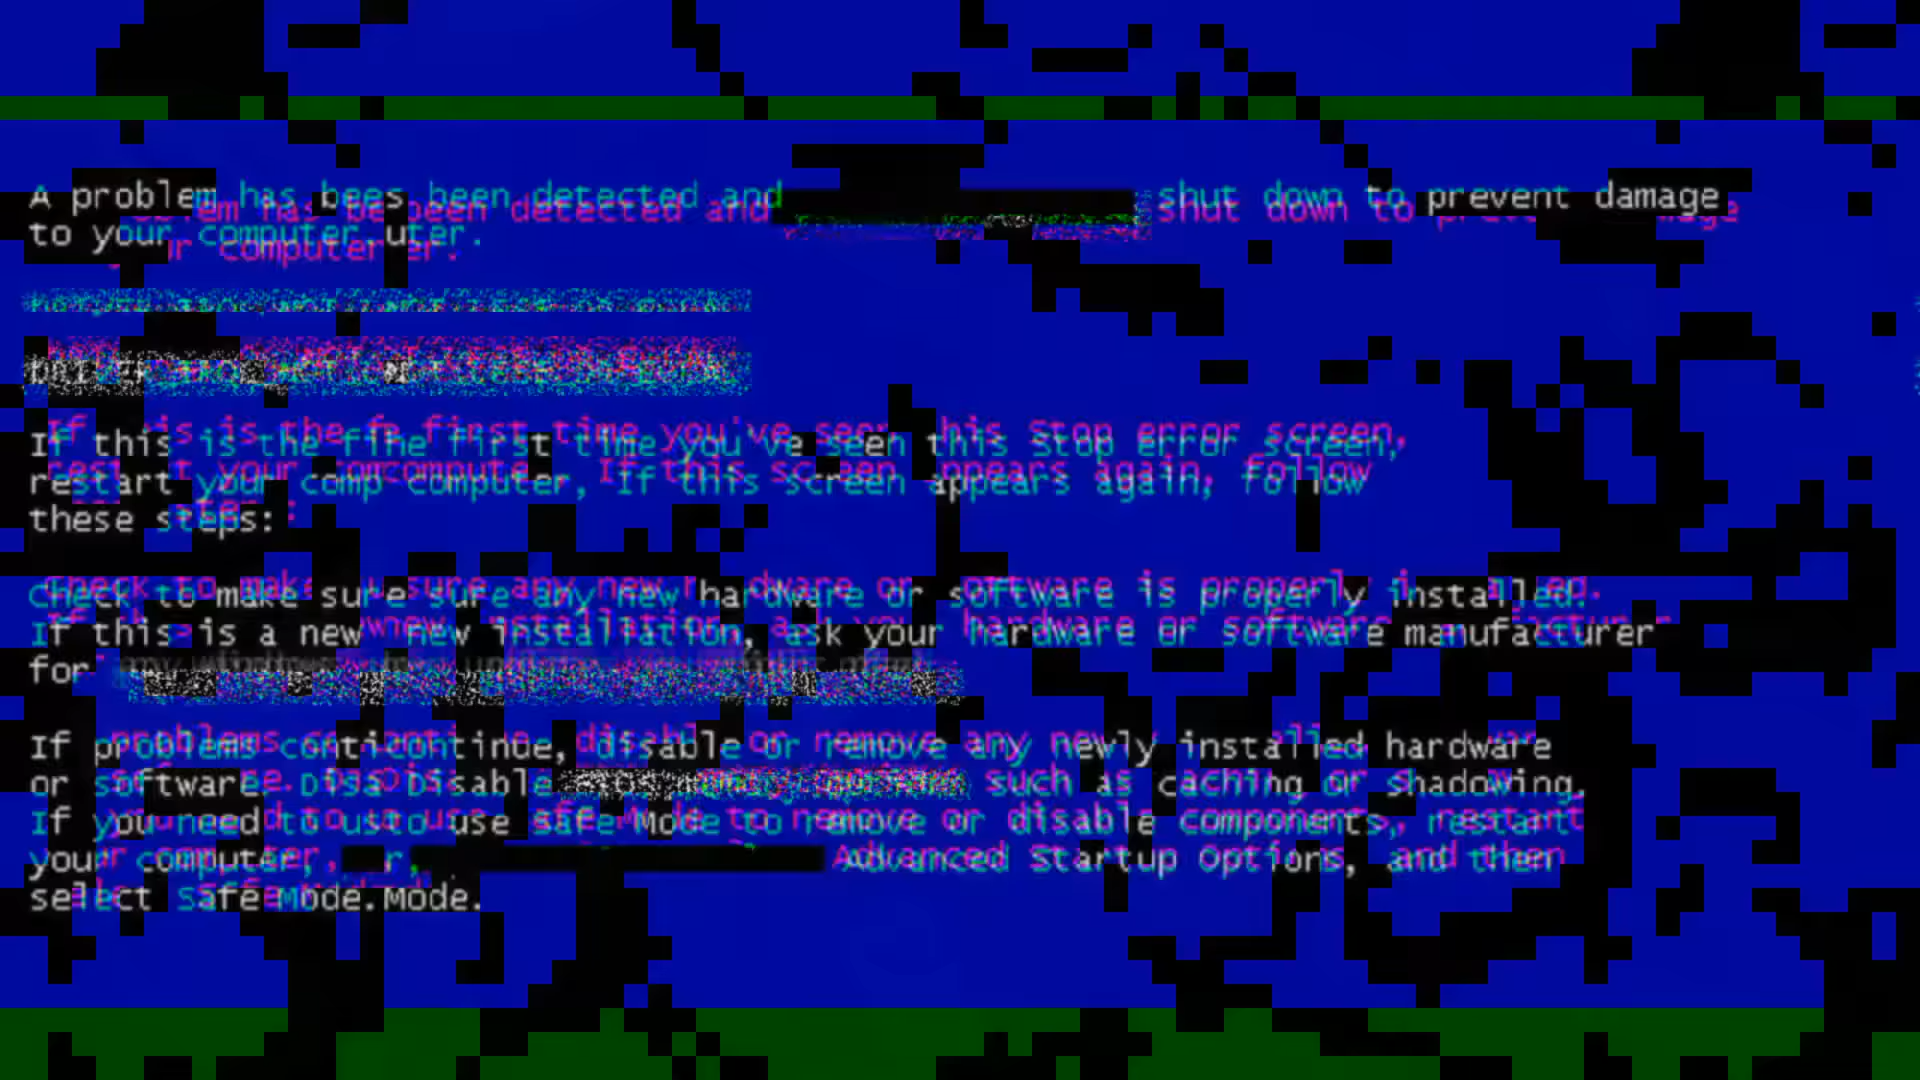 A problem has bees been detected and shut down to prevent damage
to your computer.uter.
If this is the fine first time you've seen this Stop error screen,
restart your comp computer, If this screen appears again, follow
these steps:
Check to make sure sure any new hardware or software is properly installed.
If this is a new new installation, ask your hardware or software manufacturer
for
If problems conti-continue, disable or remove any newly installed hardware
or software. Disa Disable such as caching or shadowing.
If you need to usto use Safe Mode to remove or disable components, restart
your computer, r, Advanced Startup Options, and then
select Safe Mode.Mode.